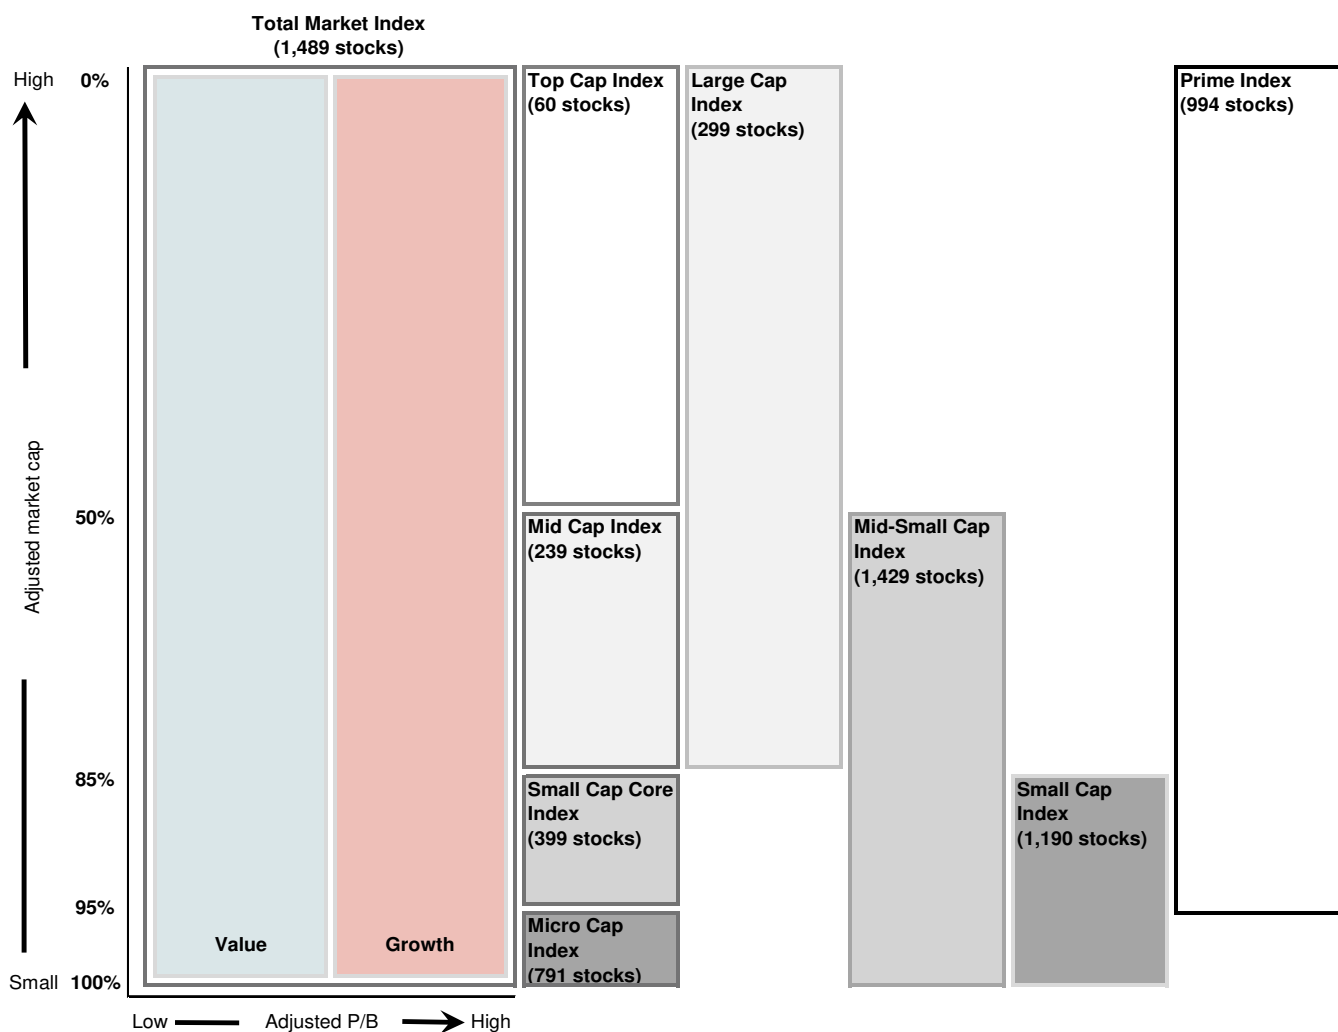 Total Market Index
(1,489 stocks)
High
0%
Top Cap Index
(60 stocks)
Large Cap
Index
(299 stocks)
Prime Index
(994 stocks)
Adjusted market cap
50%
Mid Cap Index
(239 stocks)
Mid-Small Cap
Index
(1,429 stocks)
85%
Small Cap Core
Index
(399 stocks)
Small Cap
Index
(1,190 stocks)
95%
Micro Cap
Index
(791 stocks)
Value
Growth
Small
100%
Low
Adjusted P/B
High